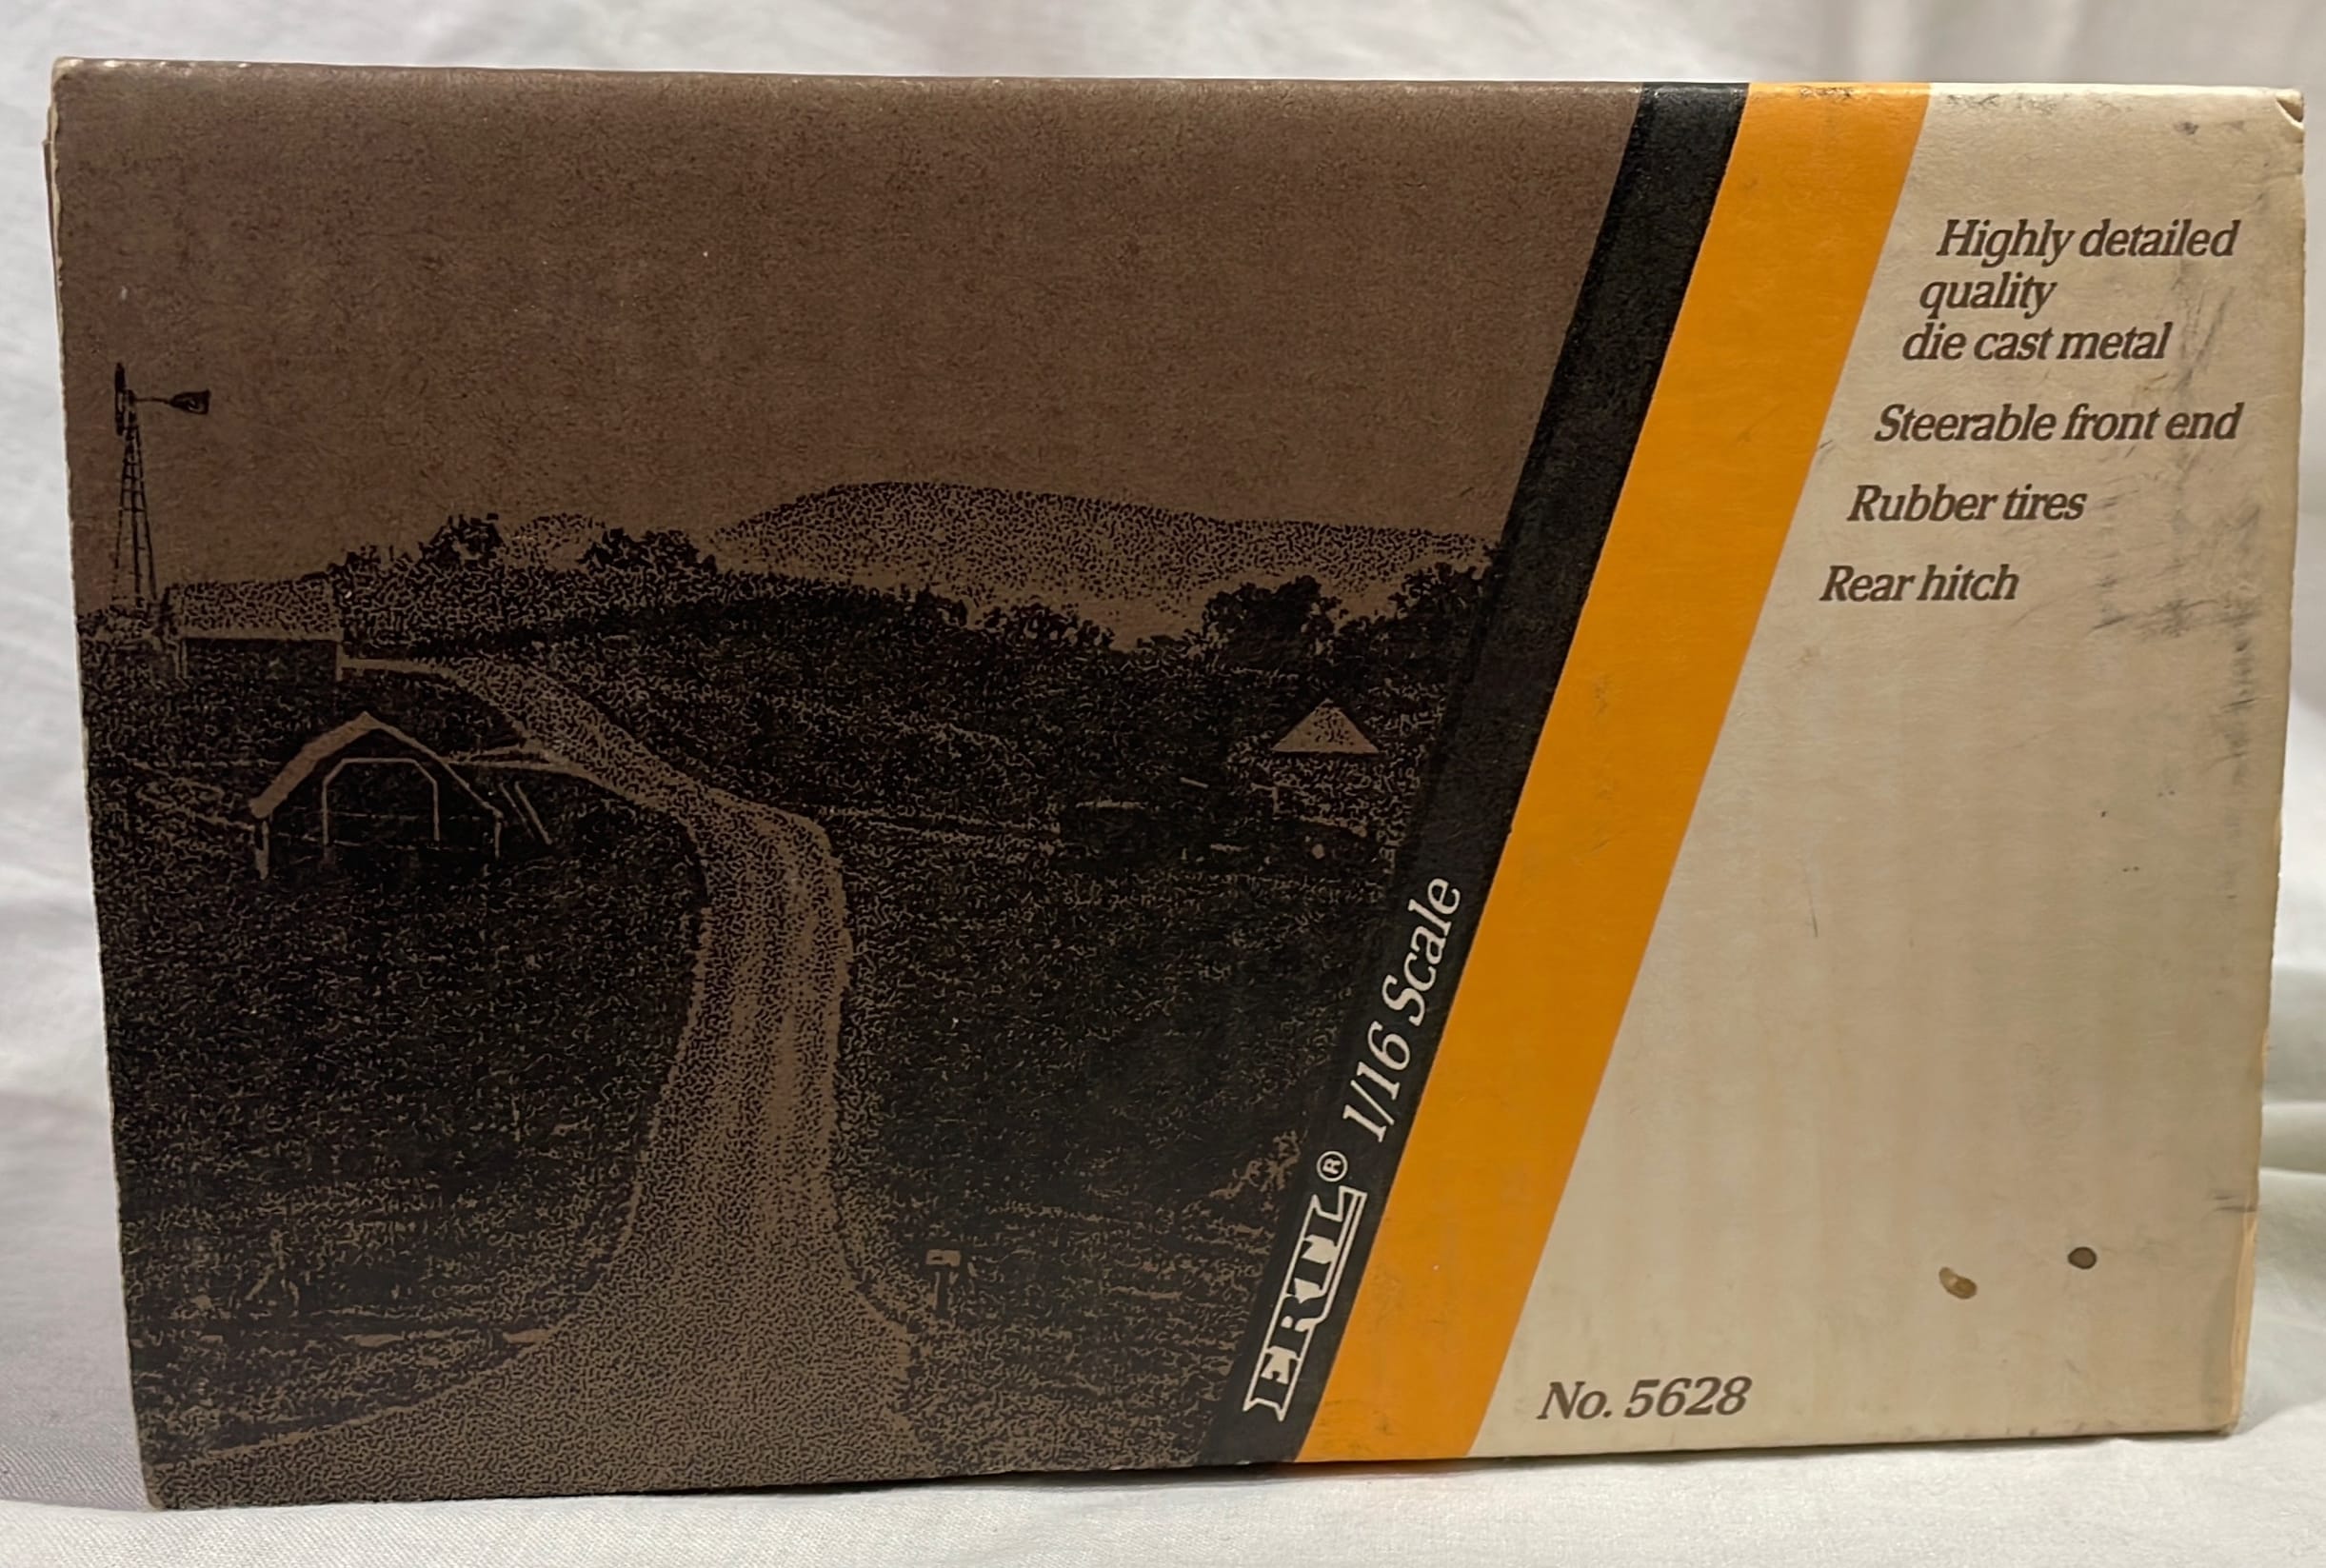 Highly detailed
quality
die cast metal
Steerable front end
Rubber tires
Rear hitch
ERTL® 1/16 Scale
No. 5628